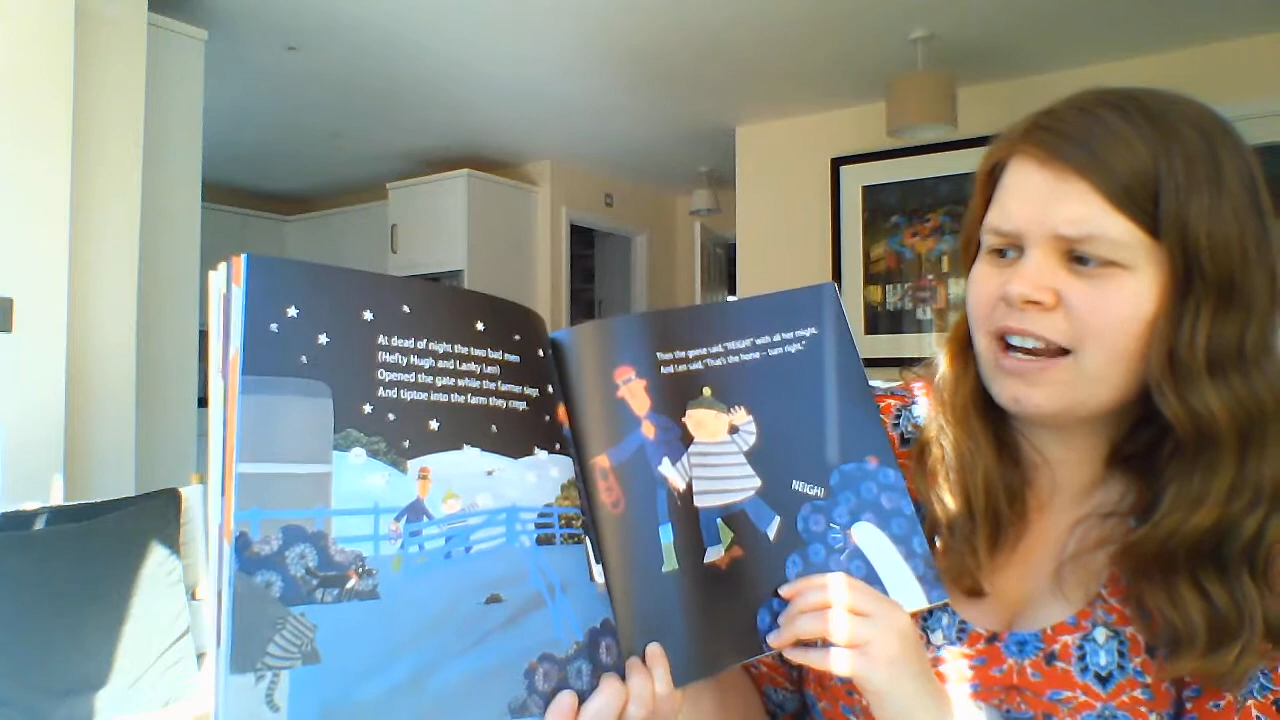 At dead of night the two bad men
(Hefty Hugh and Lanky Len)
Opened the gate while the farmer slept
And tiptoe into the farm they crept.
Then the goose said, "NEIGH!" with all her might.
And Len said, "That's the horse – turn right."
NEIGH!